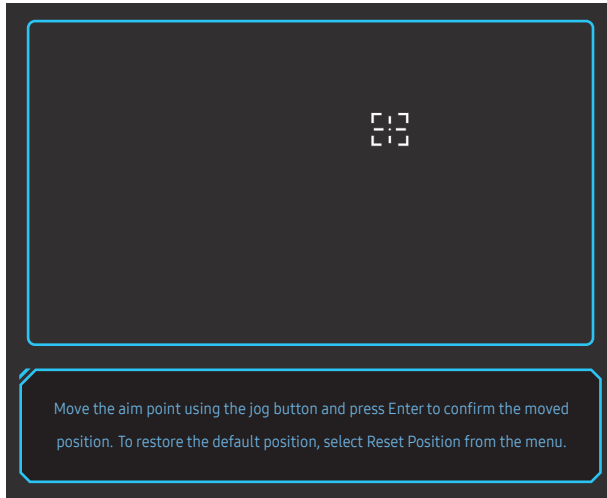 Move the aim point using the jog button and press Enter to confirm the moved
position. To restore the default position, select Reset Position from the menu.